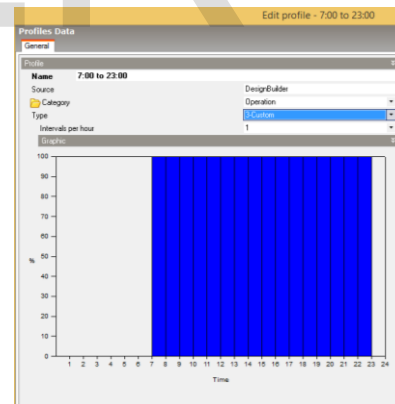 Edit profile - 7:00 to 23:00
Profiles Data
General
Profile
Name 7:00 to 23:00
Source DesignBuilder
Category Operation
Type 3-Custom
Intervals per hour 1
Graphic
100
90
80
70
60
%
50
40
30
20
10
0
1 2 3 4 5 6 7 8 9 10 11 12 13 14 15 16 17 18 19 20 21 22 23 24
Time